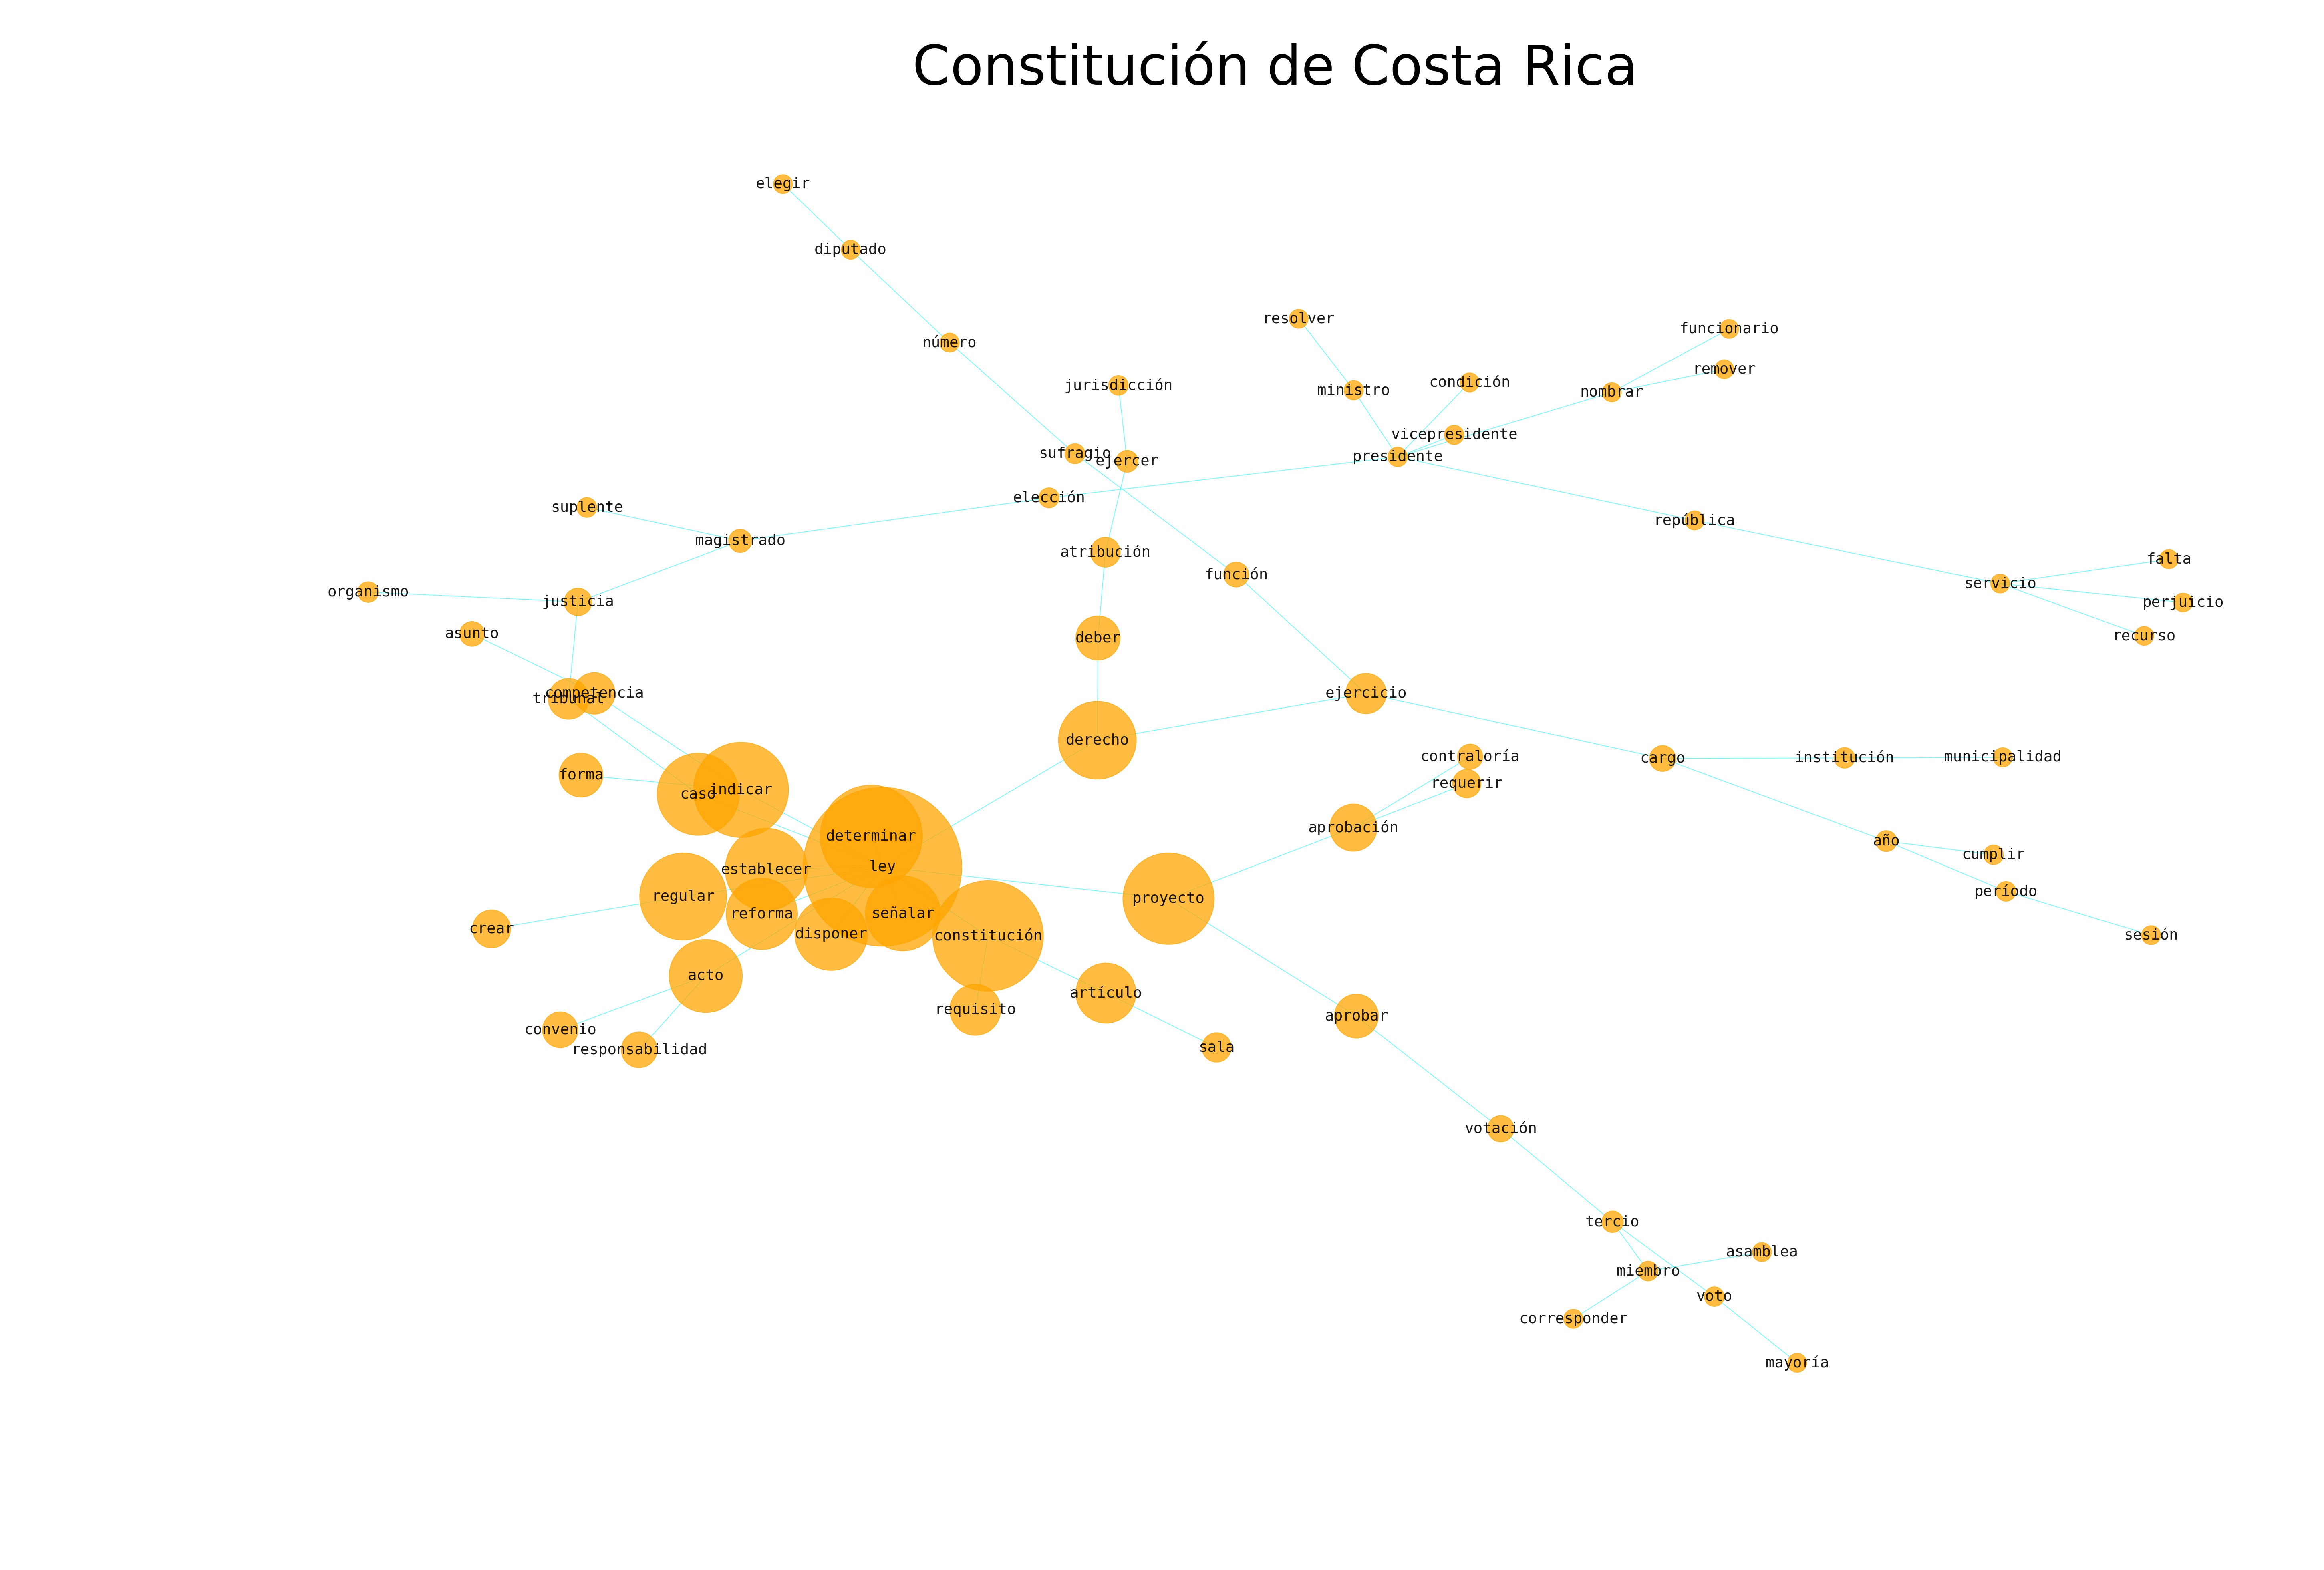 Constitución de Costa Rica
elegir
diputado
resolver
funcionario
número
remover
jurisdicción
condición
ministro
nombrar
vicepresidente
sufragio
presidente
ejercer
elección
suplente
república
magistrado
atribución
falta
función
servicio
organismo
justicia
perjuicio
asunto
recurso
deber
competencia
ejercicio
tribunal
derecho
contraloría
cargo
institución
municipalidad
forma
requerir
indicar
caso
aprobación
determinar
año
cumplir
ley
establecer
período
regular
proyecto
señalar
reforma
crear
disponer
constitución
sesión
acto
artículo
requisito
aprobar
convenio
sala
responsabilidad
votación
tercio
asamblea
miembro
voto
corresponder
mayoría